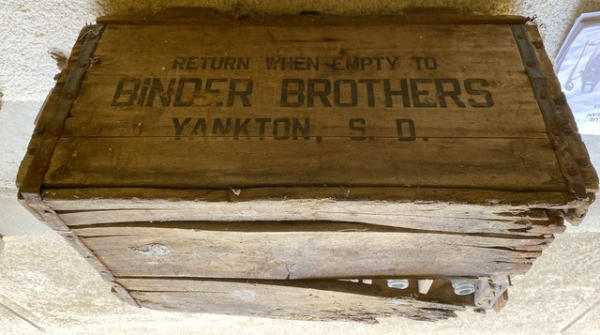 RETURN WHEN EMPTY TO
BINDER BROTHERS
YANKTON, S. D.